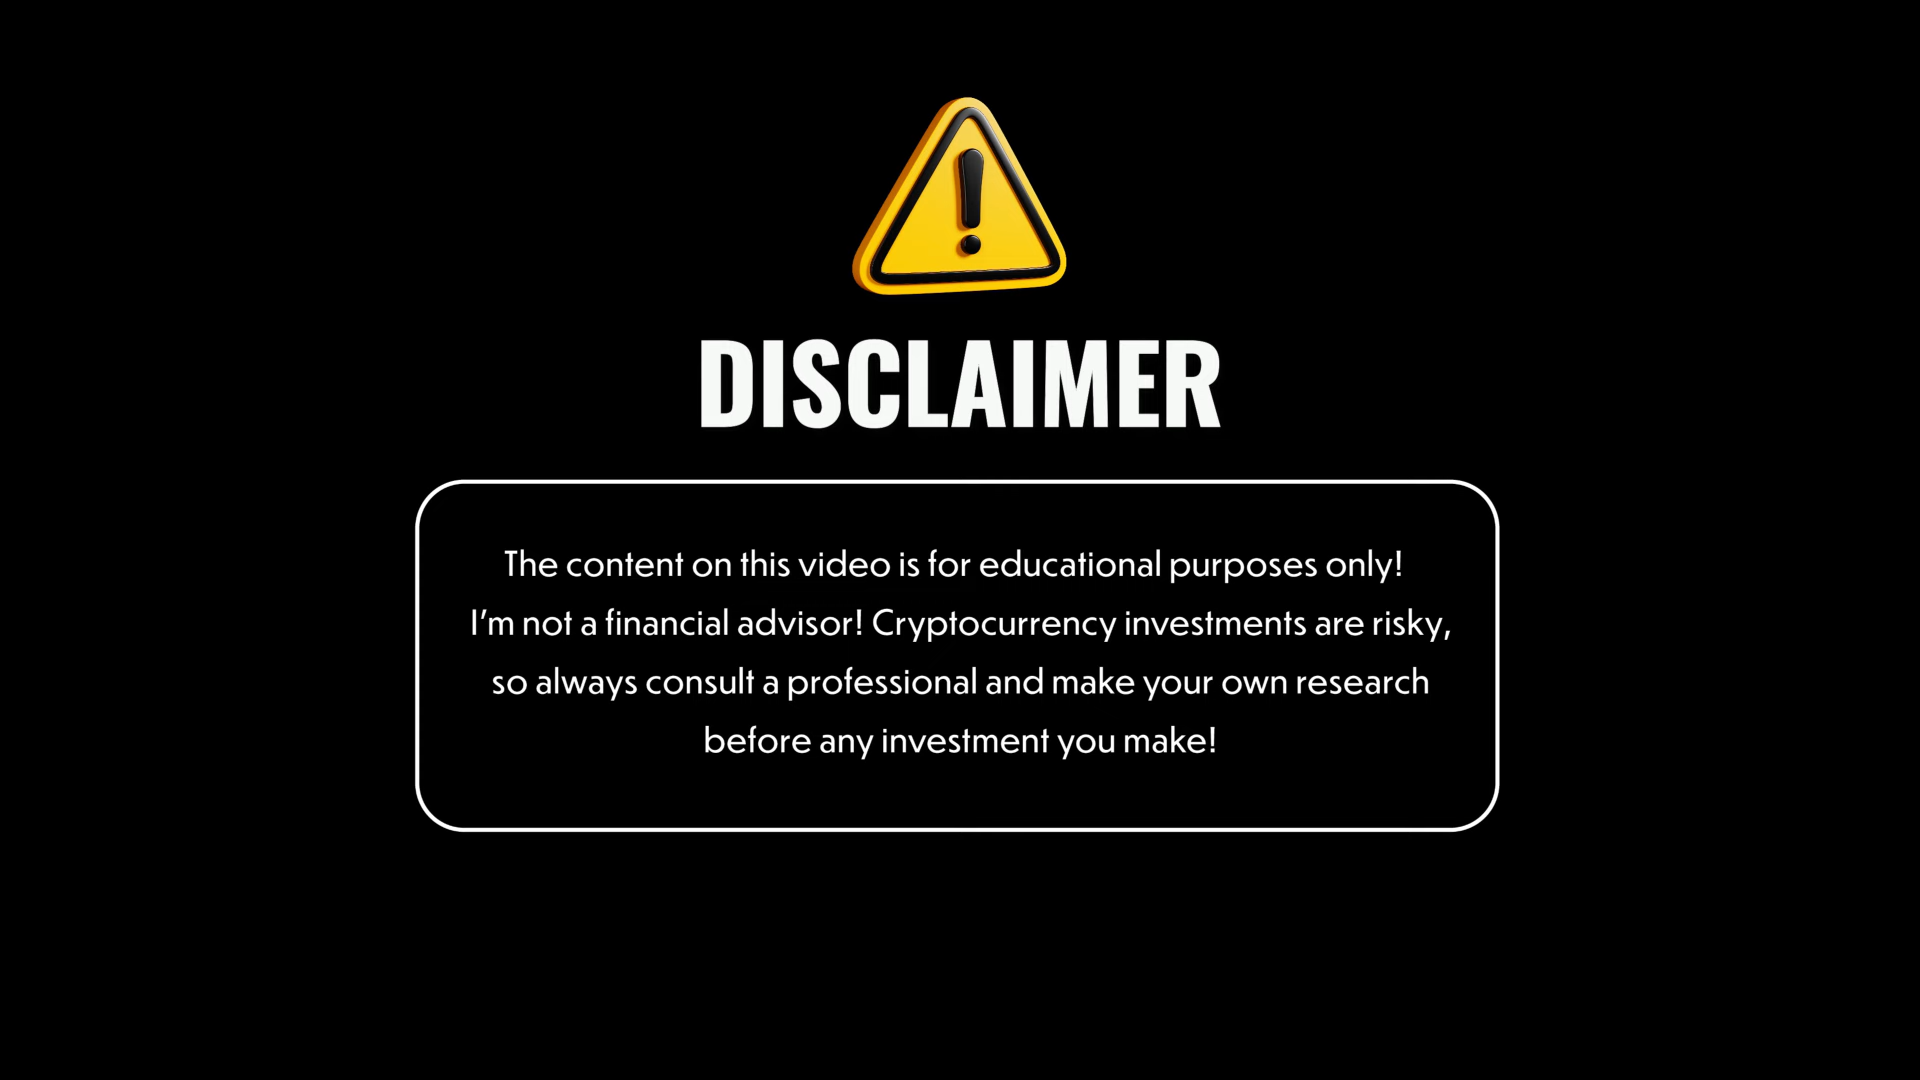 DISCLAIMER
The content on this video is for educational purposes only!
I'm not a financial advisor! Cryptocurrency investments are risky,
so always consult a professional and make your own research
before any investment you make!